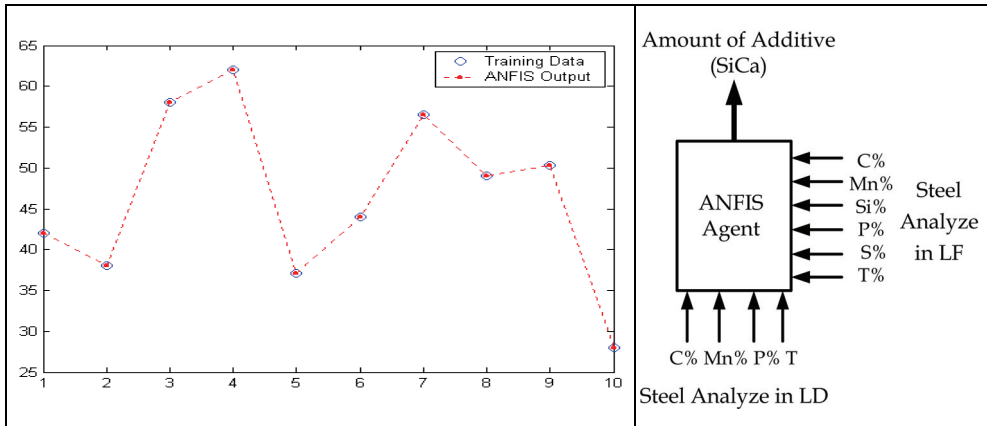 65
60
55
50
45
40
35
30
25
1 2 3 4 5 6 7 8 9 10
Training Data
ANFIS Output
Amount of Additive
(SiCa)
ANFIS
Agent
C%
Mn%
Si%
P%
S%
T%
Steel
Analyze
in LF
C% Mn% P% T
Steel Analyze in LD